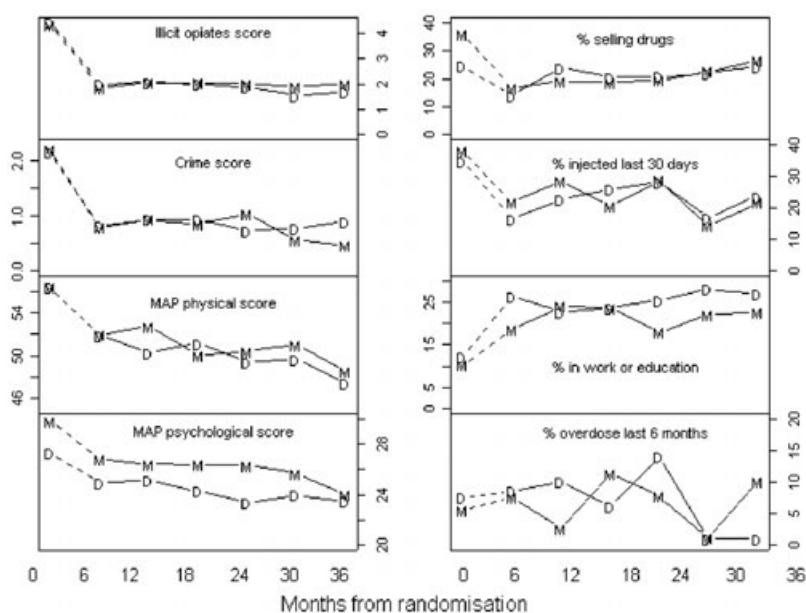 Illicit opiates score
0 1 2 3 4
Crime score
0.0 1.0 2.0
MAP physical score
46 50 54
MAP psychological score
20 24 28
% selling drugs
0 10 20 30 40
% injected last 30 days
0 10 20 30 40
% in work or education
0 5 15 25
% overdose last 6 months
0 5 10 15 20
0 6 12 18 24 30 36 0 6 12 18 24 30 36
Months from randomisation